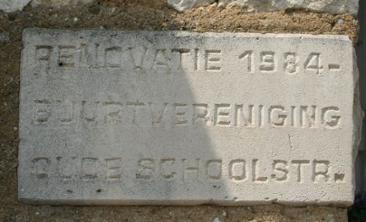 RENOVATIE 1984-
BUURTVERENIGING
OUDE SCHOOLSTR.